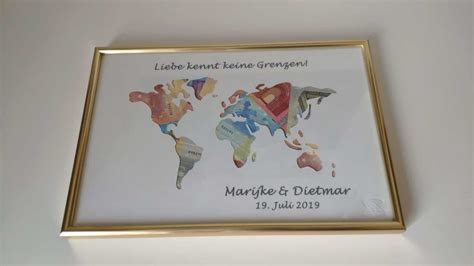 Liebe kennt keine Grenzen!
Marijke & Dietmar
19. Juli 2019